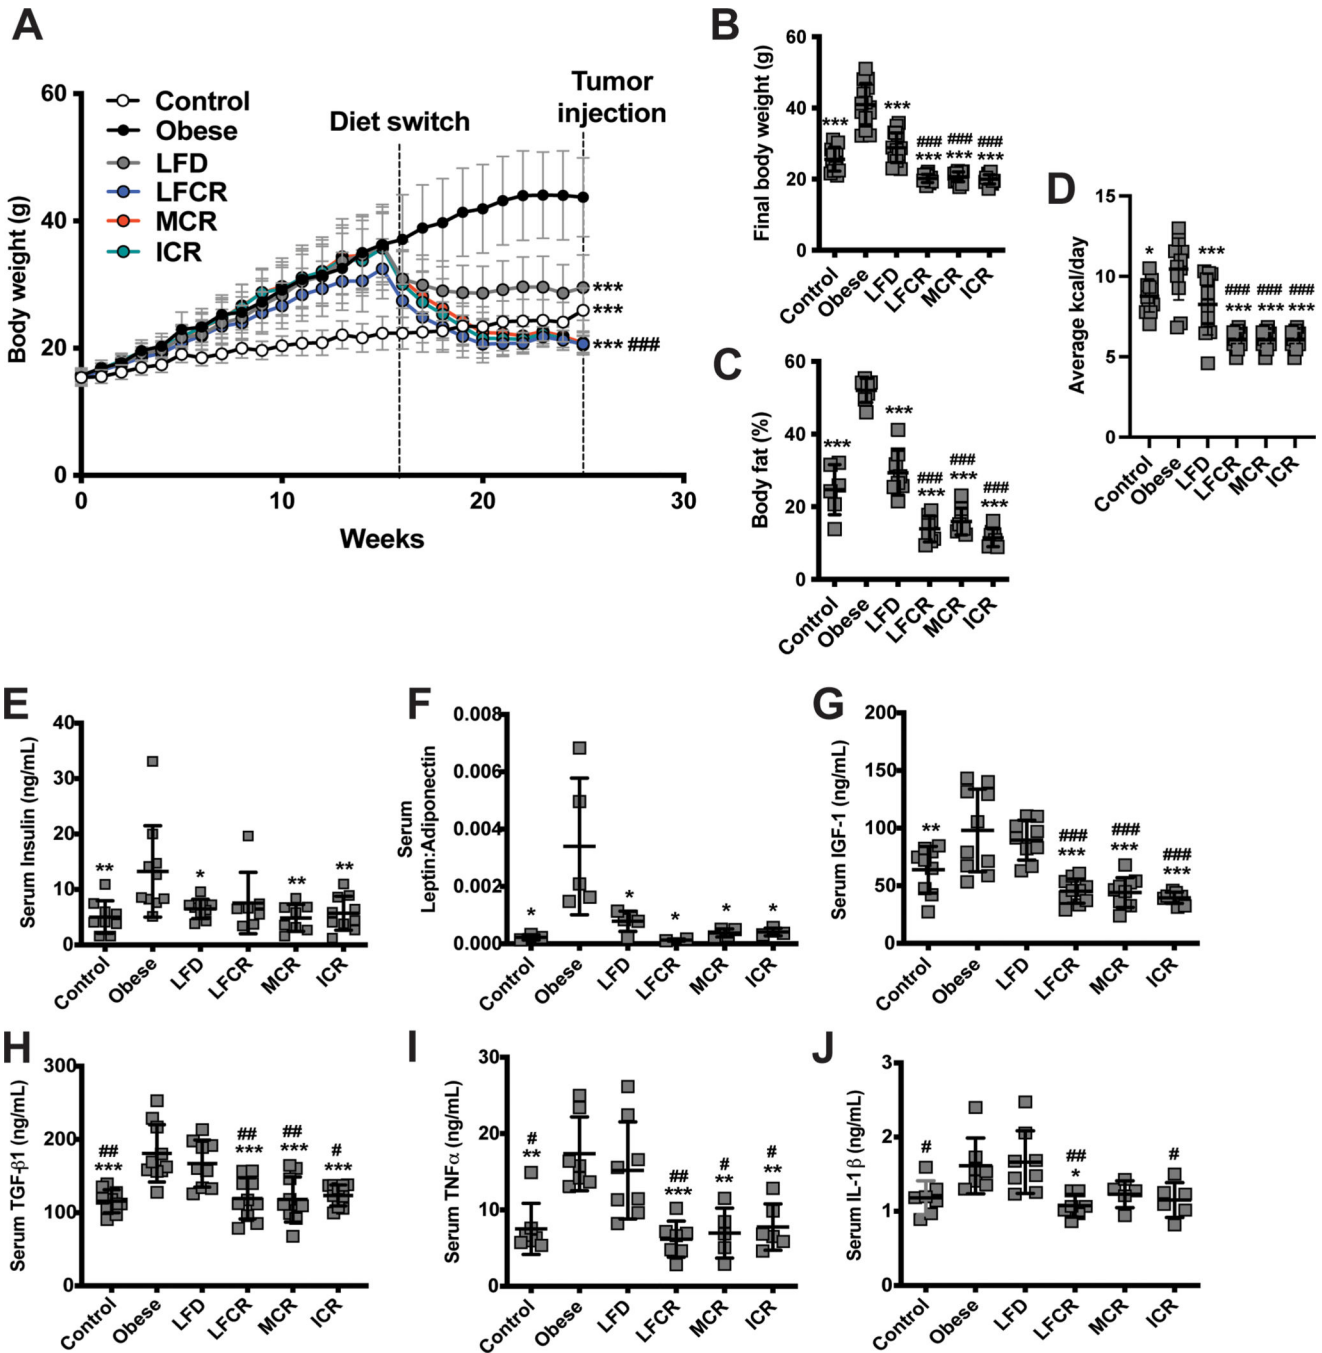 A
Body weight (g)
60
40
20
0
0
10
20
30
Weeks
Control
Obese
LFD
LFCR
MCR
ICR
Diet switch
Tumor
injection
***
***
*** ###
B
Final body weight (g)
60
40
20
0
***
***
###
***
###
***
###
***
Control
Obese
LFD
LFCR
MCR
ICR
C
Body fat (%)
60
40
20
0
***
***
###
***
###
***
###
***
Control
Obese
LFD
LFCR
MCR
ICR
D
Average kcal/day
15
10
5
0
*
***
### ### ###
*** *** ***
Control
Obese
LFD
LFCR
MCR
ICR
E
Serum Insulin (ng/mL)
40
30
20
10
0
**
*
**
**
Control
Obese
LFD
LFCR
MCR
ICR
F
Serum
Leptin:Adiponectin
0.008
0.006
0.004
0.002
0.000
*
*
*
*
*
Control
Obese
LFD
LFCR
MCR
ICR
G
Serum IGF-1 (ng/mL)
200
150
100
50
0
**
###
***
###
***
###
***
Control
Obese
LFD
LFCR
MCR
ICR
H
Serum TGF-β1 (ng/mL)
300
200
100
0
##
***
##
***
##
***
#
***
Control
Obese
LFD
LFCR
MCR
ICR
I
Serum TNFα (ng/mL)
30
20
10
0
#
**
##
***
#
**
#
**
Control
Obese
LFD
LFCR
MCR
ICR
J
Serum IL-1β (ng/mL)
3
2
1
0
#
##
*
#
Control
Obese
LFD
LFCR
MCR
ICR